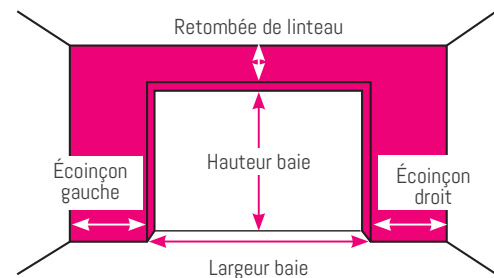 Retombée de linteau
Hauteur baie
Écoinçon
gauche
Écoinçon
droit
Largeur baie